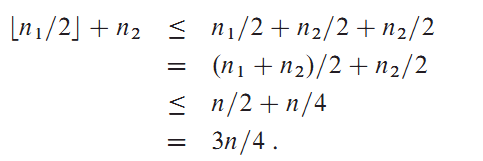 ⌊n₁/2⌋ + n₂ ≤ n₁/2 + n₂/2 + n₂/2
= (n₁ + n₂)/2 + n₂/2
≤ n/2 + n/4
= 3n/4 .